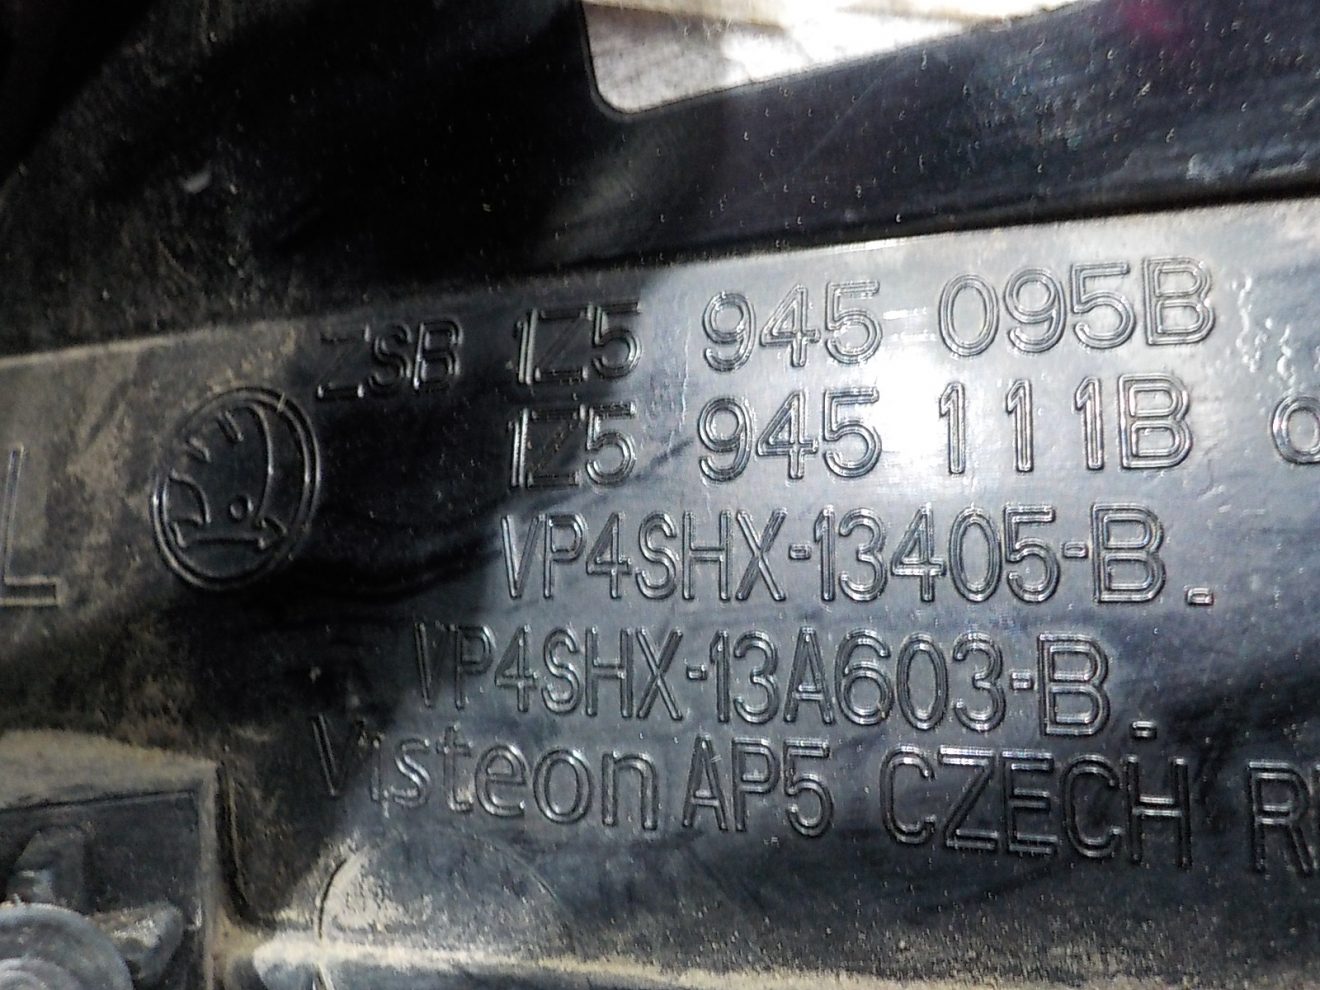 ZSB 1Z5 945 095B
1Z5 945 111B
L
VP4SHX-13405-B.
VP4SHX-13A603-B.
Visteon AP5 CZECH